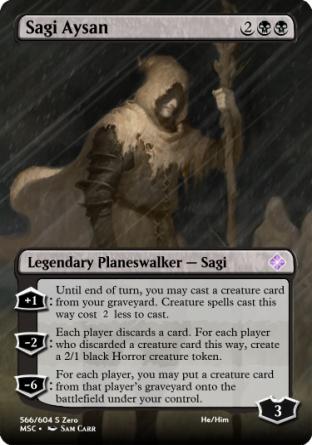 Sagi Aysan 2
Legendary Planeswalker — Sagi
+1: Until end of turn, you may cast a creature card
from your graveyard. Creature spells cast this
way cost 2 less to cast.
-2: Each player discards a card. For each player
who discarded a creature card this way, create
a 2/1 black Horror creature token.
-6: For each player, you may put a creature card
from that player's graveyard onto the
battlefield under your control.
3
566/604 S Zero He/Him
MSC • Sam Carr